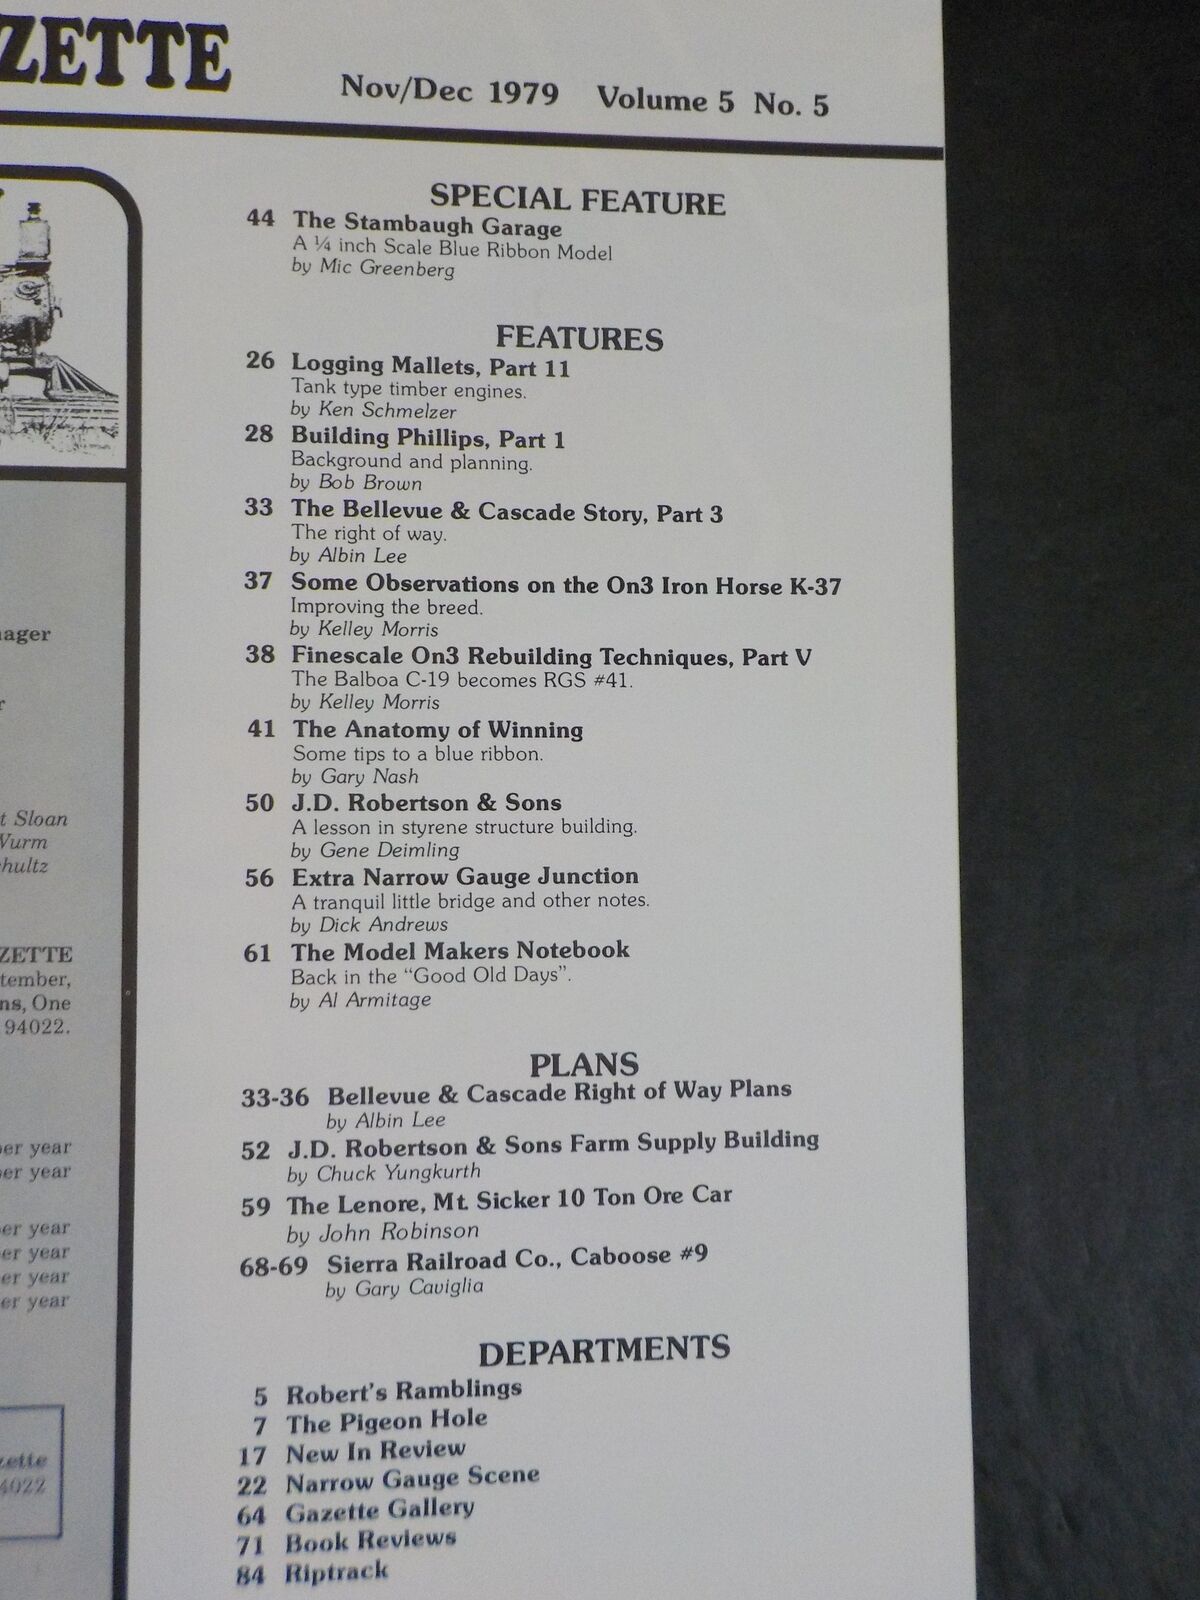 ZETTE
Nov/Dec 1979 Volume 5 No. 5
SPECIAL FEATURE
44 The Stambaugh Garage
A ¼ inch Scale Blue Ribbon Model
by Mic Greenberg
FEATURES
26 Logging Mallets, Part 11
Tank type timber engines.
by Ken Schmelzer
28 Building Phillips, Part 1
Background and planning.
by Bob Brown
33 The Bellevue & Cascade Story, Part 3
The right of way.
by Albin Lee
37 Some Observations on the On3 Iron Horse K-37
Improving the breed.
by Kelley Morris
38 Finescale On3 Rebuilding Techniques, Part V
The Balboa C-19 becomes RGS #41.
by Kelley Morris
41 The Anatomy of Winning
Some tips to a blue ribbon.
by Gary Nash
50 J.D. Robertson & Sons
A lesson in styrene structure building.
by Gene Deimling
56 Extra Narrow Gauge Junction
A tranquil little bridge and other notes.
by Dick Andrews
61 The Model Makers Notebook
Back in the “Good Old Days”.
by Al Armitage
PLANS
33-36 Bellevue & Cascade Right of Way Plans
by Albin Lee
52 J.D. Robertson & Sons Farm Supply Building
by Chuck Yungkurth
59 The Lenore, Mt. Sicker 10 Ton Ore Car
by John Robinson
68-69 Sierra Railroad Co., Caboose #9
by Gary Caviglia
DEPARTMENTS
5 Robert's Ramblings
7 The Pigeon Hole
17 New In Review
22 Narrow Gauge Scene
64 Gazette Gallery
71 Book Reviews
84 Riptrack
ager
r
t Sloan
Wurm
hultz
ZETTE
tember,
ns, One
94022.
per year
per year
er year
er year
er year
er year
zette
4022